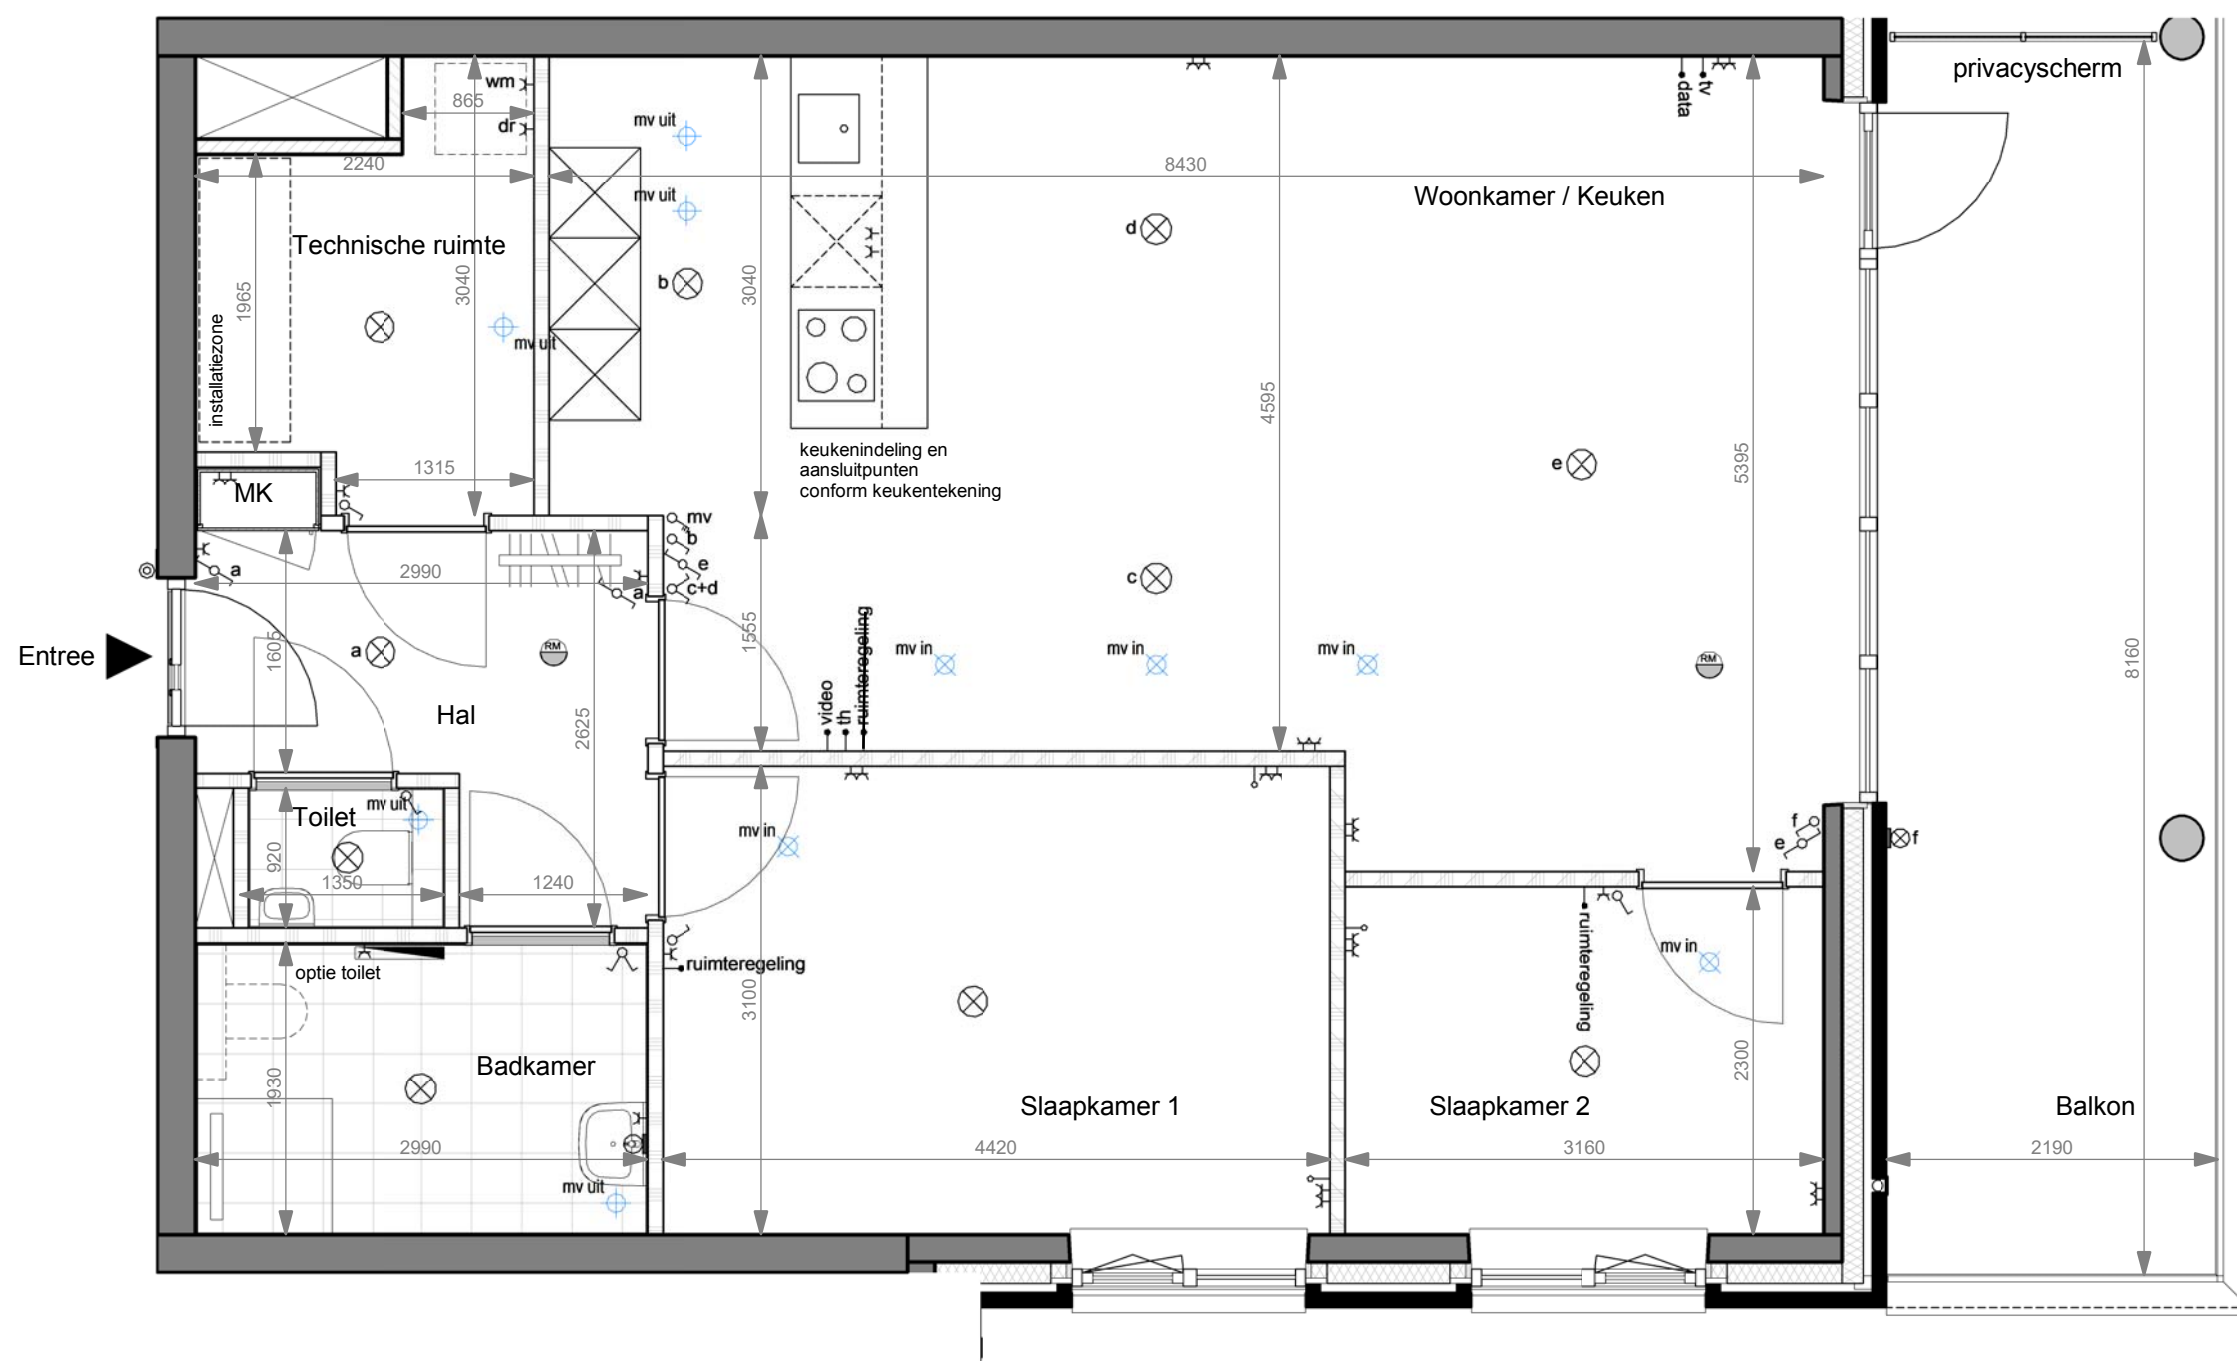 privacyscherm
wm
865
dr
mv uit
data
tv
2240
8430
mv uit
Woonkamer / Keuken
Technische ruimte
d
3040
3040
b
1965
installatiezone
mv uit
4595
5395
keukenindeling en
aansluitpunten
conform keukentekening
e
1315
MK
mv
b
e
c+d
a
2990
a
c
1555
ruimteregeling
Entree
1605
a
RM
mv in
mv in
mv in
RM
8160
video
th
Hal
2625
Toilet
mv uit
mv in
f
e
f
920
1350
1240
optie toilet
ruimteregeling
ruimteregeling
mv in
3100
Badkamer
1930
2300
Slaapkamer 1
Slaapkamer 2
Balkon
2990
4420
3160
2190
mv uit